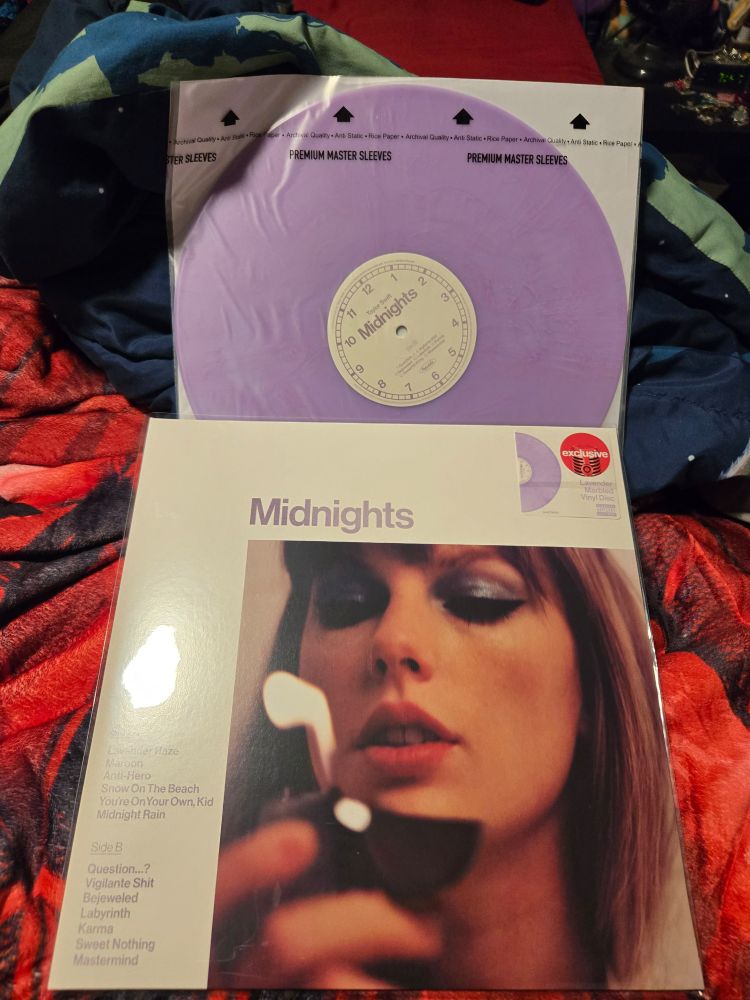 • Archival Quality • Anti Static • Rice Paper • Archival Quality • Anti Static • Rice Paper • Archival Quality • Anti Static • Rice Paper •
STER SLEEVES PREMIUM MASTER SLEEVES PREMIUM MASTER SLEEVES
12 1 2 3 4 5 6 7 8 9 10 11
Taylor Swift
Midnights
exclusive
Lavender
Marbled
Vinyl Disc
Midnights
Lavender Haze
Maroon
Anti-Hero
Snow On The Beach
You're On Your Own, Kid
Midnight Rain
Side B
Question...?
Vigilante Shit
Bejeweled
Labyrinth
Karma
Sweet Nothing
Mastermind